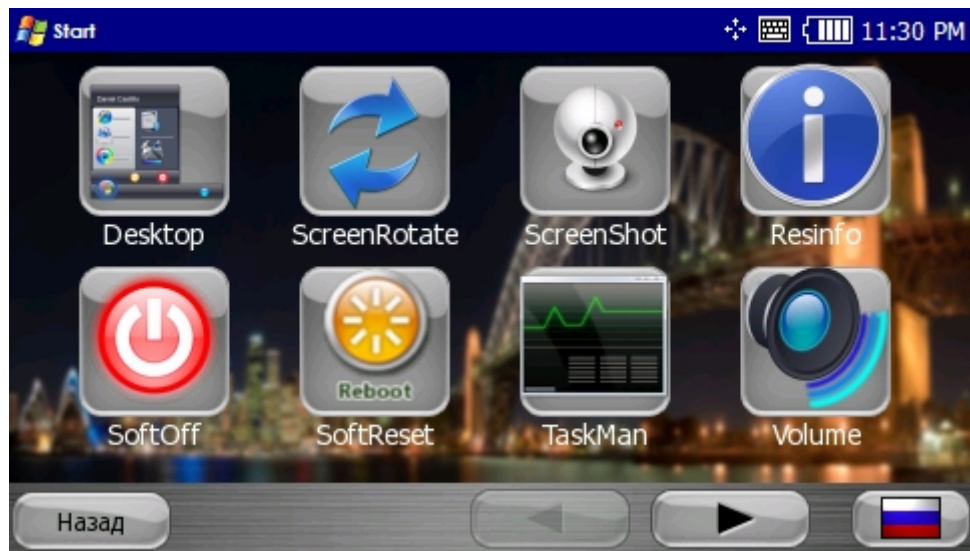 Start 11:30 PM
Desktop ScreenRotate ScreenShot Resinfo
Reboot
SoftOff SoftReset TaskMan Volume
Назад